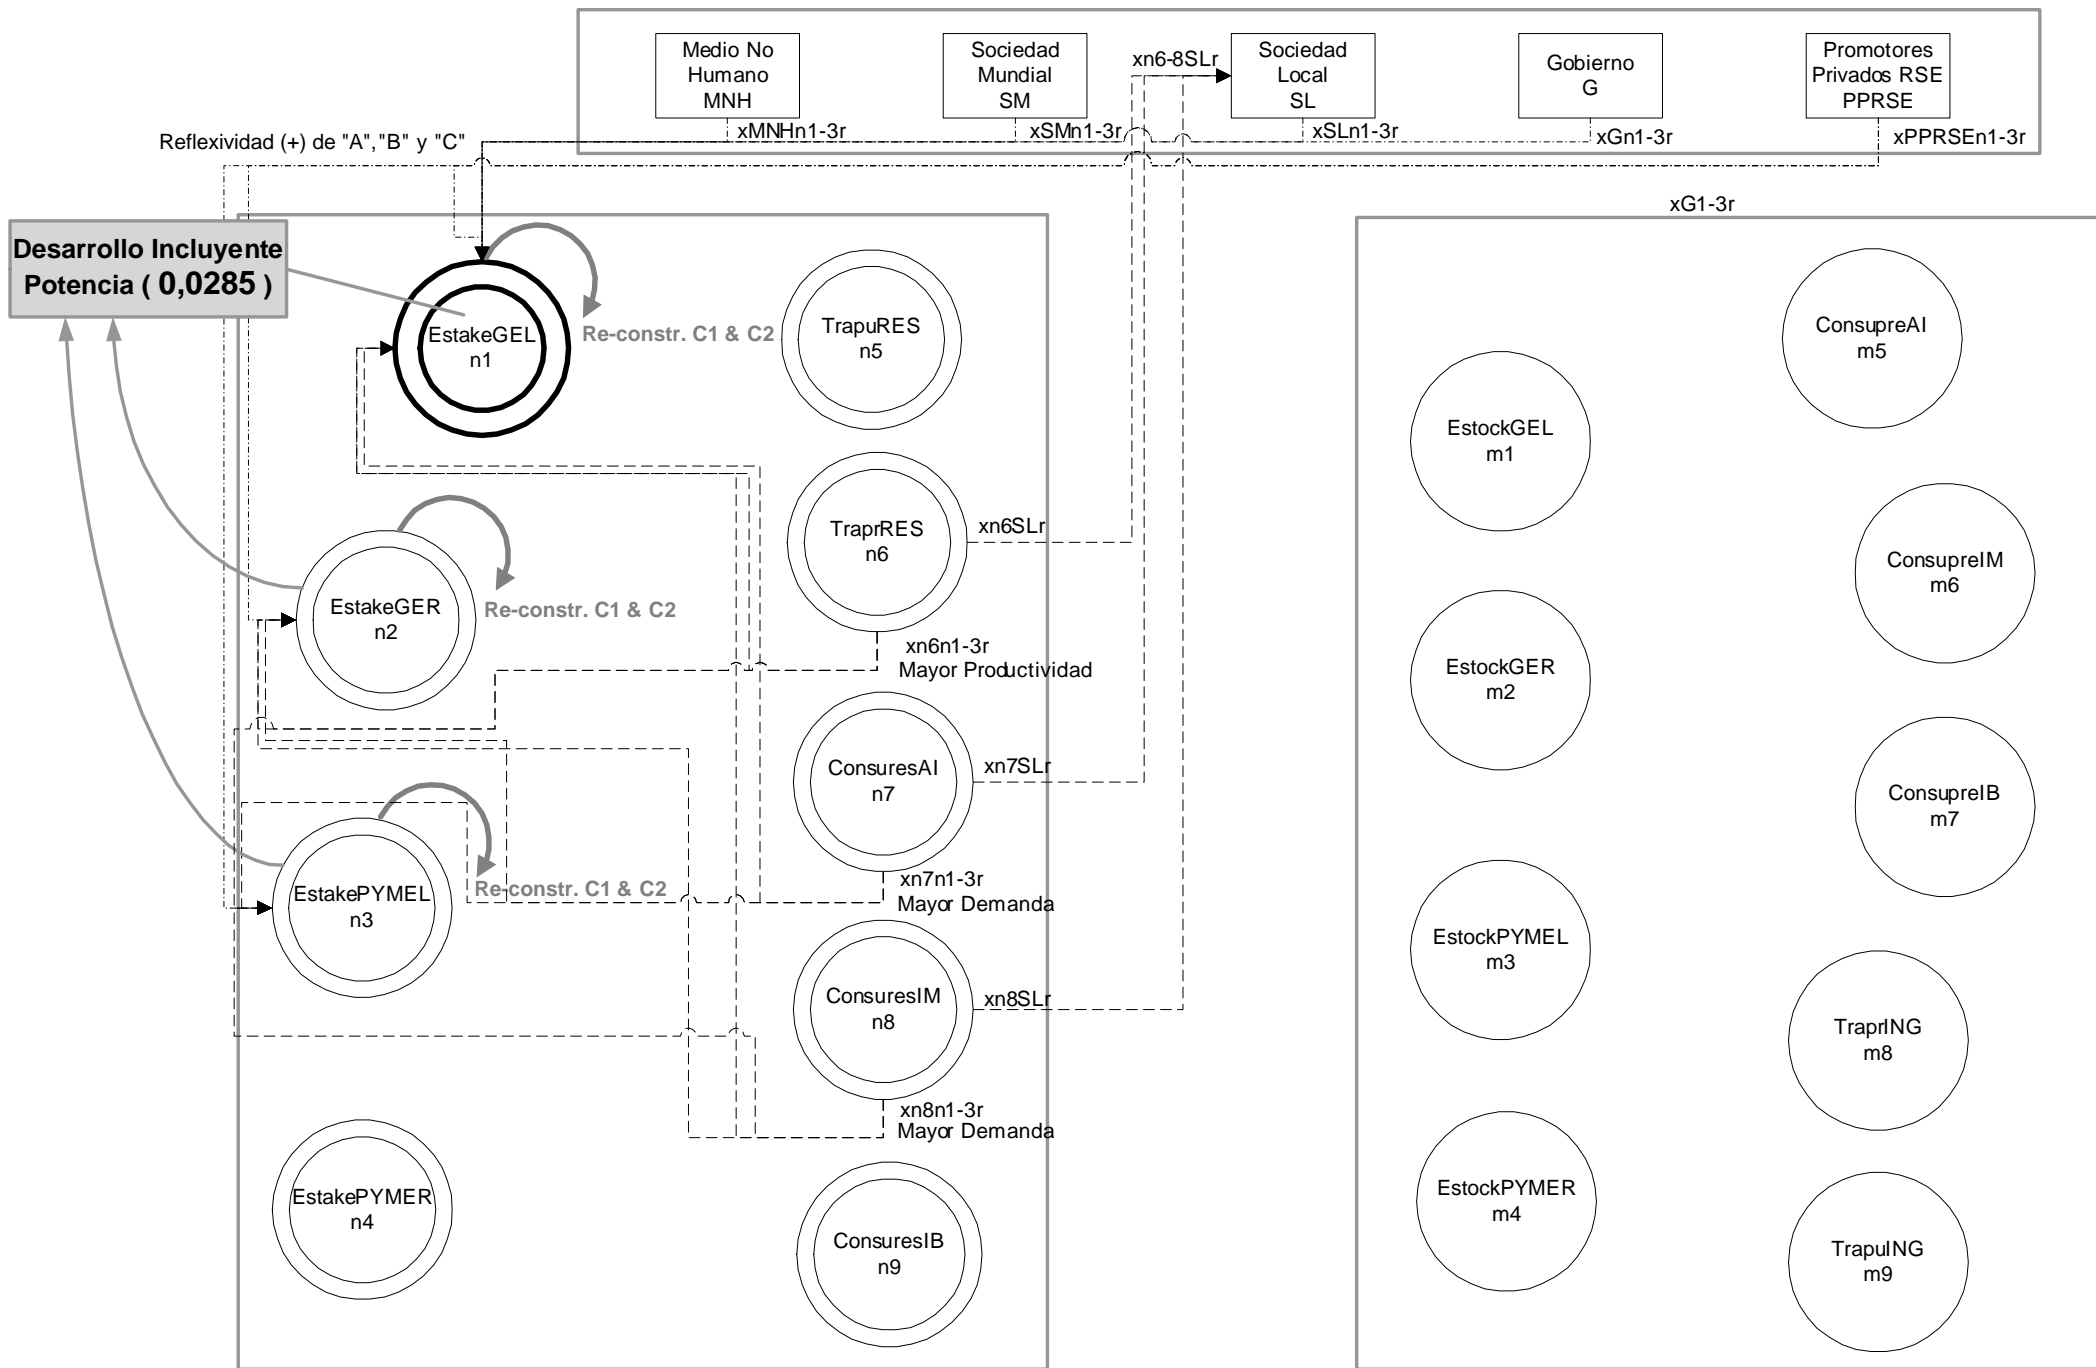 Medio No
Humano
MNH
Sociedad
Mundial
SM
Sociedad
Local
SL
Gobierno
G
Promotores
Privados RSE
PPRSE
xn6-8SLr
xMNHn1-3r
xSMn1-3r
xSLn1-3r
xGn1-3r
xPPRSEn1-3r
Reflexividad (+) de "A","B" y "C"
xG1-3r
Desarrollo Incluyente
Potencia ( 0,0285 )
EstakeGEL
n1
Re-constr. C1 & C2
TrapuRES
n5
EstakeGER
n2
Re-constr. C1 & C2
TraprRES
n6
xn6SLr
xn6n1-3r
Mayor Productividad
EstakePYMEL
n3
Re-constr. C1 & C2
ConsuresAI
n7
xn7SLr
xn7n1-3r
Mayor Demanda
ConsuresIM
n8
xn8SLr
xn8n1-3r
Mayor Demanda
EstakePYMER
n4
ConsuresIB
n9
EstockGEL
m1
EstockGER
m2
EstockPYMEL
m3
EstockPYMER
m4
ConsupreAI
m5
ConsupreIM
m6
ConsupreIB
m7
TraprING
m8
TrapuING
m9